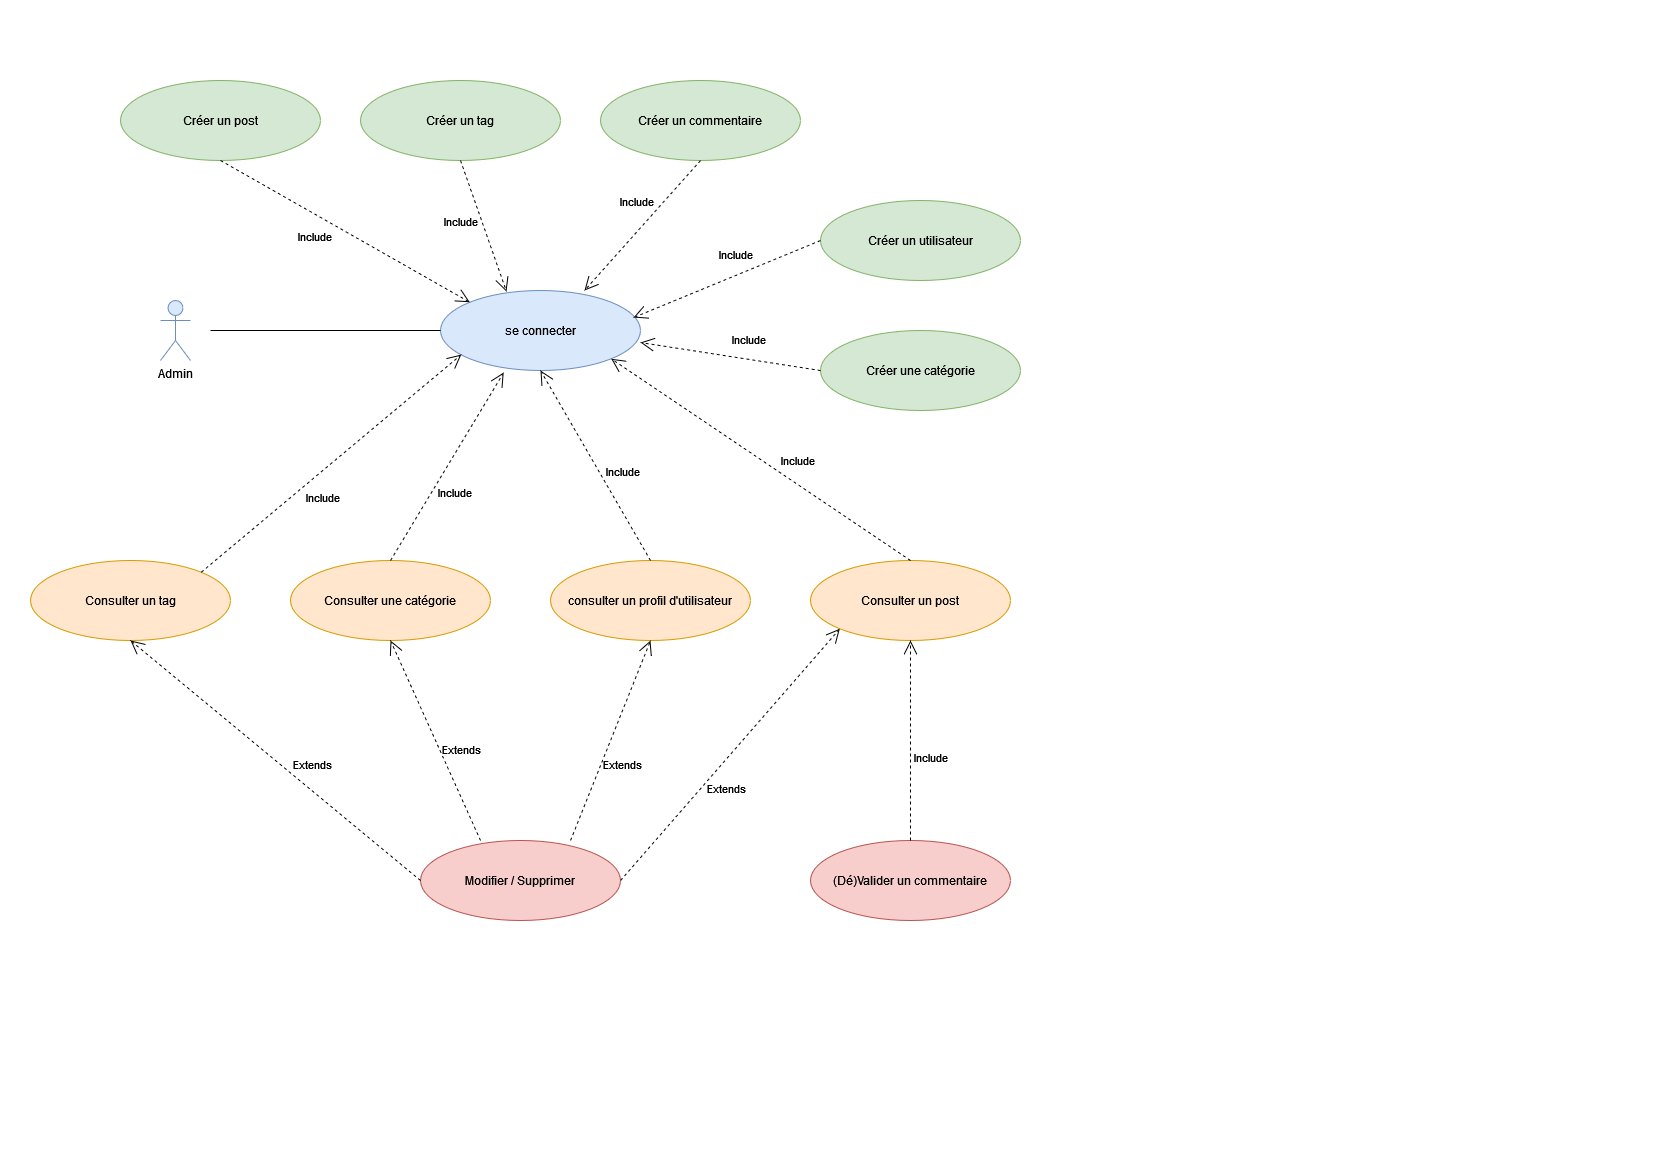 Créer un post
Créer un tag
Créer un commentaire
Include
Include
Include
Créer un utilisateur
Include
se connecter
Admin
Include
Créer une catégorie
Include
Include
Include
Include
Consulter un tag
Consulter une catégorie
consulter un profil d'utilisateur
Consulter un post
Extends
Extends
Extends
Extends
Include
Modifier / Supprimer
(Dé)Valider un commentaire